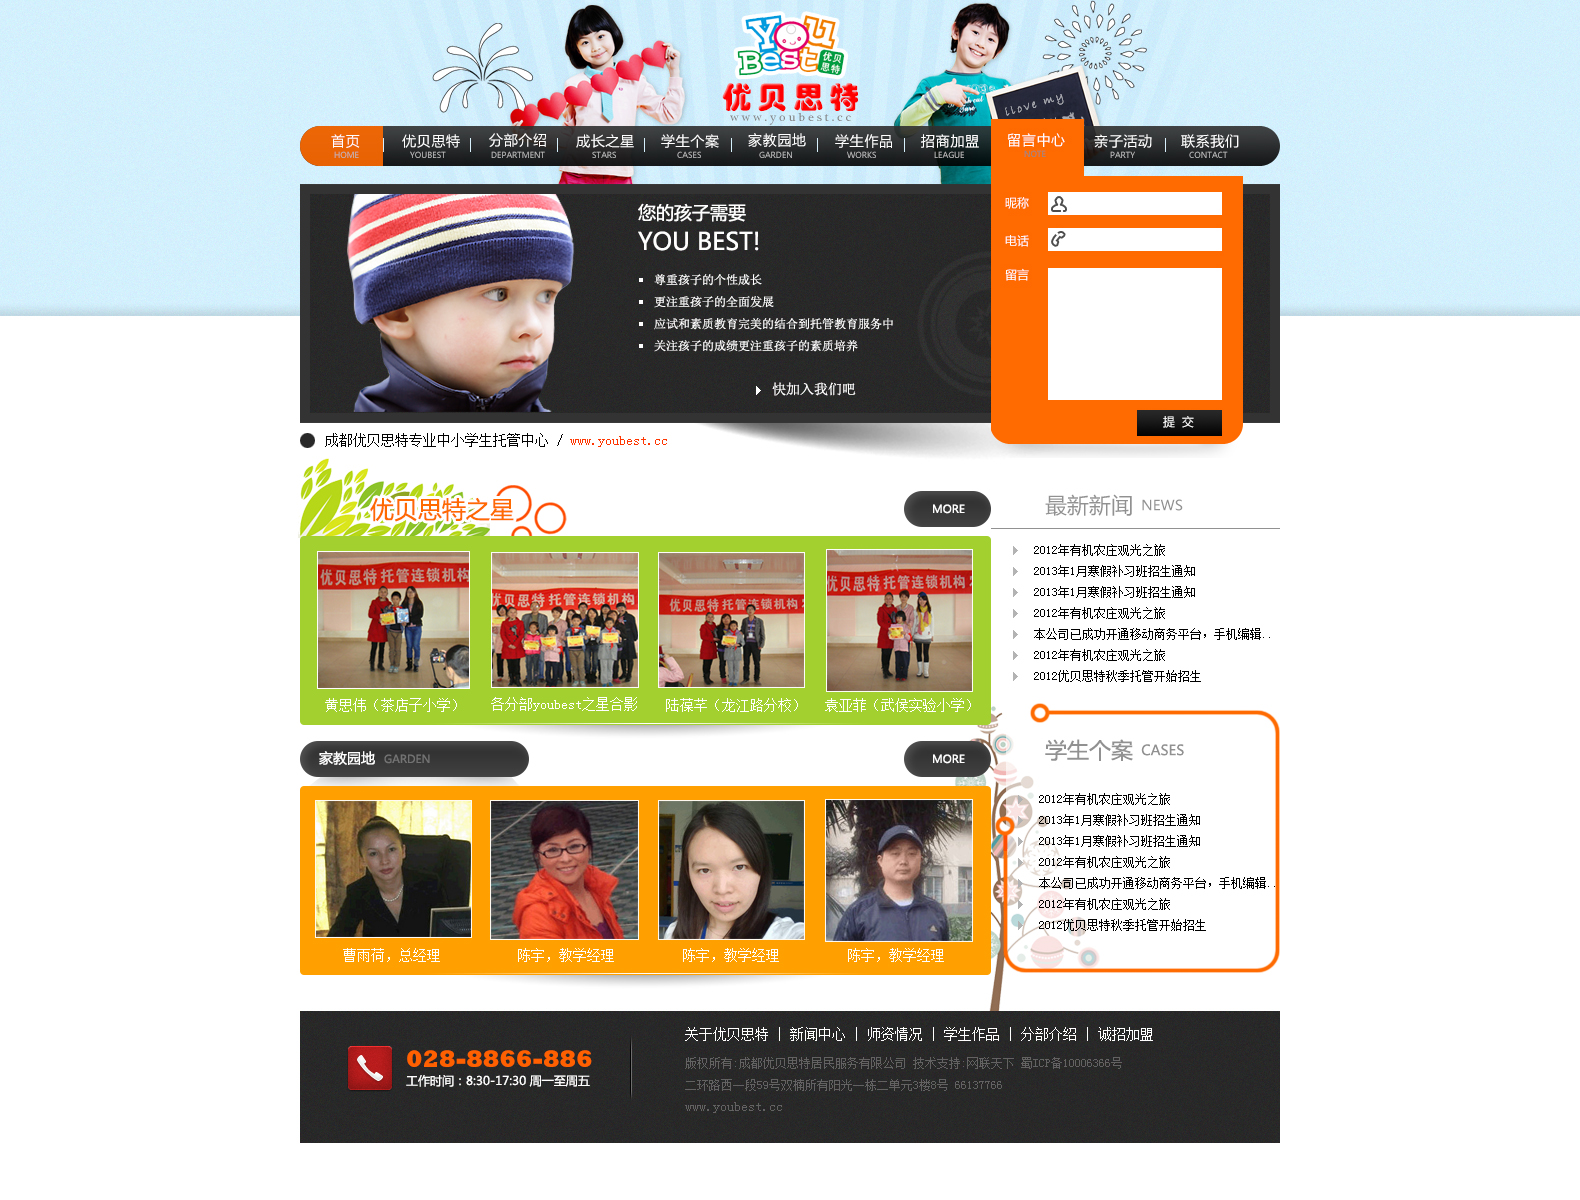 You
Best
优贝
思特
优贝思特
www.youbest.cc
I love my
首页 优贝思特 分部介绍 成长之星 学生个案 家教园地 学生作品 招商加盟 留言中心 亲子活动 联系我们
HOME YOUBEST DEPARTMENT STARS CASES GARDEN WORKS LEAGUE PARTY CONTACT
您的孩子需要
YOU BEST!
尊重孩子的个性成长
更注重孩子的全面发展
应试和素质教育完美的结合到托管教育服务中
关注孩子的成绩更注重孩子的素质培养
快加入我们吧
昵称
电话
留言
提 交
成都优贝思特专业中小学生托管中心 / www.youbest.cc
优贝思特之星
MORE
优贝思特托管连锁机构
贝思特托管连锁机构
优贝思特托管连锁机构
优贝思特托管连锁机构
黄思伟（茶店子小学）
各分部youbest之星合影
陆葆芊（龙江路分校）
袁亚菲（武侯实验小学）
家教园地 GARDEN
MORE
曹雨荷，总经理
陈宇，教学经理
陈宇，教学经理
陈宇，教学经理
最新新闻 NEWS
2012年有机农庄观光之旅
2013年1月寒假补习班招生通知
2013年1月寒假补习班招生通知
2012年有机农庄观光之旅
本公司已成功开通移动商务平台，手机编辑..
2012年有机农庄观光之旅
2012优贝思特秋季托管开始招生
学生个案 CASES
2012年有机农庄观光之旅
2013年1月寒假补习班招生通知
2013年1月寒假补习班招生通知
2012年有机农庄观光之旅
本公司已成功开通移动商务平台，手机编辑..
2012年有机农庄观光之旅
2012优贝思特秋季托管开始招生
028-8866-886
工作时间：8:30-17:30 周一至周五
关于优贝思特 | 新闻中心 | 师资情况 | 学生作品 | 分部介绍 | 诚招加盟
版权所有:成都优贝思特居民服务有限公司 技术支持:网联天下 蜀ICP备10006366号
二环路西一段59号双楠所有阳光一栋二单元3楼8号 66137766
www.youbest.cc